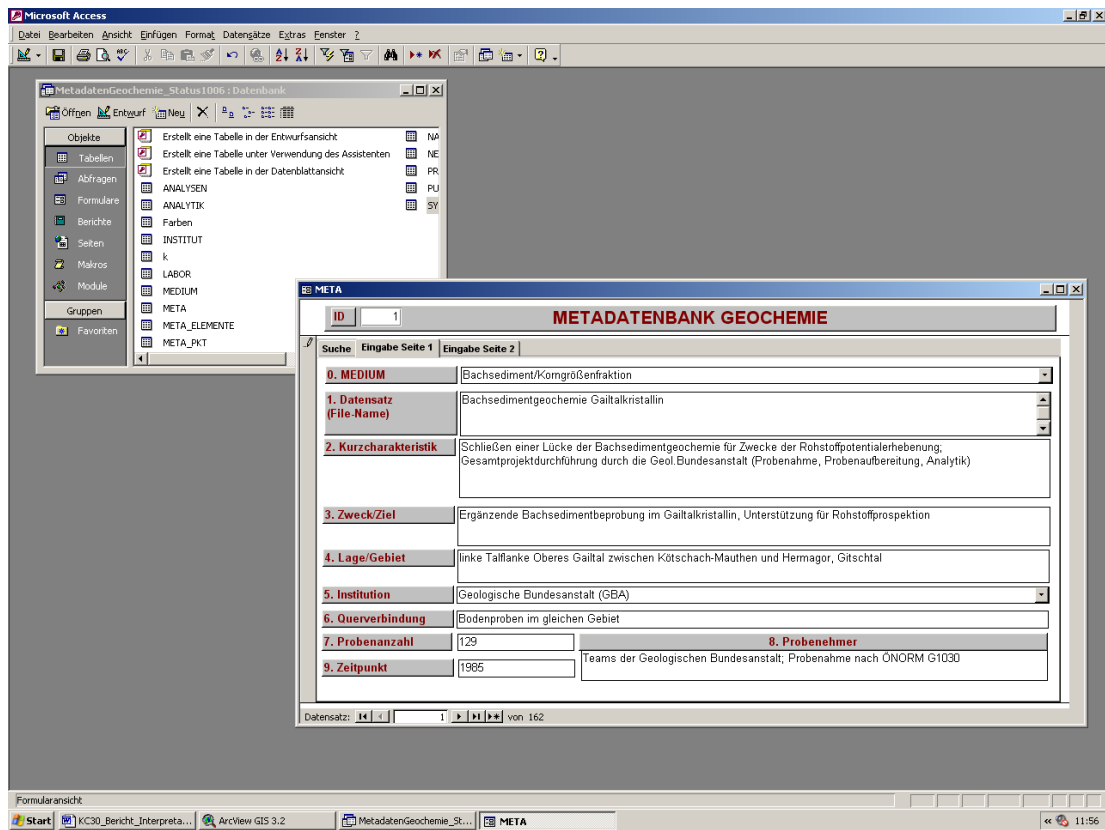 Microsoft Access
Datei Bearbeiten Ansicht Einfügen Format Datensätze Extras Fenster ?
MetadatenGeochemie_Status1006 : Datenbank
Öffnen Entwurf Neu
Objekte
Tabellen
Abfragen
Formulare
Berichte
Seiten
Makros
Module
Gruppen
Favoriten
Erstellt eine Tabelle in der Entwurfsansicht
Erstellt eine Tabelle unter Verwendung des Assistenten
Erstellt eine Tabelle in der Datenblattansicht
ANALYSEN
ANALYTIK
Farben
INSTITUT
k
LABOR
MEDIUM
META
META_ELEMENTE
META_PKT
NA
NE
PR
PU
SY
META
ID 1 METADATENBANK GEOCHEMIE
Suche Eingabe Seite 1 Eingabe Seite 2
0. MEDIUM Bachsediment/Korngrößenfraktion
1. Datensatz Bachsedimentgeochemie Gailtalkristallin
(File-Name)
2. Kurzcharakteristik Schließen einer Lücke der Bachsedimentgeochemie für Zwecke der Rohstoffpotentialerhebenung;
Gesamtprojektdurchführung durch die Geol.Bundesanstalt (Probenahme, Probenaufbereitung, Analytik)
3. Zweck/Ziel Ergänzende Bachsedimentbeprobung im Gailtalkristallin, Unterstützung für Rohstoffprospektion
4. Lage/Gebiet linke Talflanke Oberes Gailtal zwischen Kötschach-Mauthen und Hermagor, Gitschtal
5. Institution Geologische Bundesanstalt (GBA)
6. Querverbindung Bodenproben im gleichen Gebiet
7. Probenanzahl 129 8. Probenehmer
9. Zeitpunkt 1985 Teams der Geologischen Bundesanstalt; Probenahme nach ÖNORM G1030
Datensatz: 1 von 162
Formularansicht
Start KC30_Bericht_Interpreta... ArcView GIS 3.2 MetadatenGeochemie_St... META 11:56